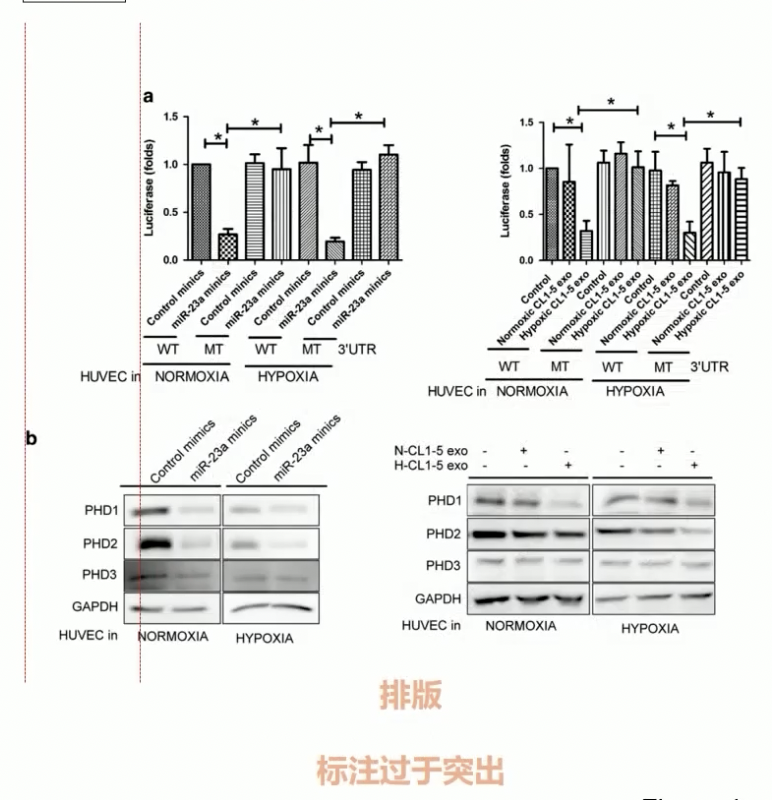 a
1.5
1.0
0.5
0.0
Luciferase (folds)
*
*
*
*
Control mimics
miR-23a mimics
Control mimics
miR-23a mimics
Control mimics
miR-23a mimics
Control mimics
miR-23a mimics
WT MT WT MT 3'UTR
HUVEC in NORMOXIA HYPOXIA
1.5
1.0
0.5
0.0
Luciferase (folds)
*
*
*
*
Control
Normoxic CL1-5 exo
Hypoxic CL1-5 exo
Control
Normoxic CL1-5 exo
Hypoxic CL1-5 exo
Control
Normoxic CL1-5 exo
Hypoxic CL1-5 exo
Control
Normoxic CL1-5 exo
Hypoxic CL1-5 exo
WT MT WT MT 3'UTR
HUVEC in NORMOXIA HYPOXIA
b
Control mimics
miR-23a minics
Control mimics
miR-23a minics
PHD1
PHD2
PHD3
GAPDH
HUVEC in NORMOXIA HYPOXIA
N-CL1-5 exo - + - - + -
H-CL1-5 exo - - + - - +
PHD1
PHD2
PHD3
GAPDH
HUVEC in NORMOXIA HYPOXIA
排版
标注过于突出